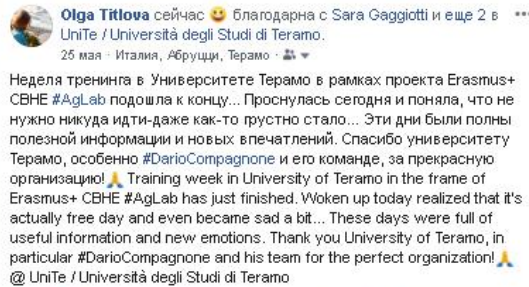 Olga Titlova сейчас 😀 благодарна с Sara Gaggiotti и еще 2 в
UniTe / Università degli Studi di Teramo.
25 мая · Италия, Абруцци, Терамо ·
Неделя тренинга в Университете Терамо в рамках проекта Erasmus+
CBHE #AgLab подошла к концу... Проснулась сегодня и поняла, что не
нужно никуда идти-даже как-то грустно стало... Эти дни были полны
полезной информации и новых впечатлений. Спасибо университету
Терамо, особенно #DarioCompagnone и его команде, за прекрасную
организацию!🙏 Training week in University of Teramo in the frame of
Erasmus+ CBHE #AgLab has just finished. Woken up today realized that it's
actually free day and even became sad a bit... These days were full of
useful information and new emotions. Thank you University of Teramo, in
particular #DarioCompagnone and his team for the perfect organization!🙏
@ UniTe / Università degli Studi di Teramo